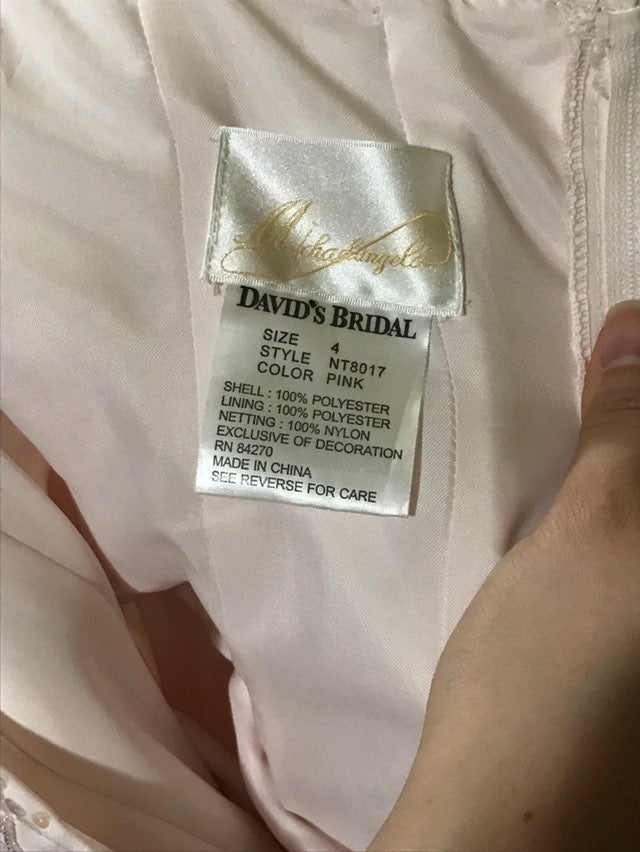 Michaelangelo
DAVID'S BRIDAL
SIZE 4
STYLE NT8017
COLOR PINK
SHELL : 100% POLYESTER
LINING : 100% POLYESTER
NETTING : 100% NYLON
EXCLUSIVE OF DECORATION
RN 84270
MADE IN CHINA
SEE REVERSE FOR CARE